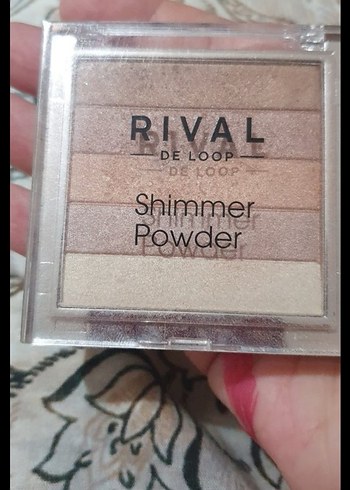 RIVAL
DE LOOP
Shimmer
Powder